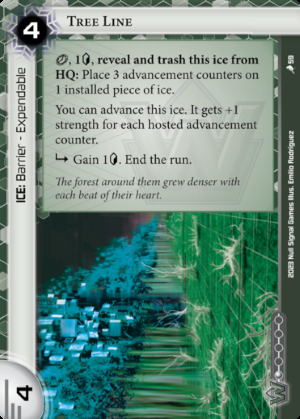 4
Tree Line
ICE: Barrier - Expendable
, 1, reveal and trash this ice from
HQ: Place 3 advancement counters on
1 installed piece of ice.
You can advance this ice. It gets +1
strength for each hosted advancement
counter.
↳ Gain 1. End the run.
The forest around them grew denser with
each beat of their heart.
59
2023 Null Signal Games Illus. Emilio Rodríguez
4